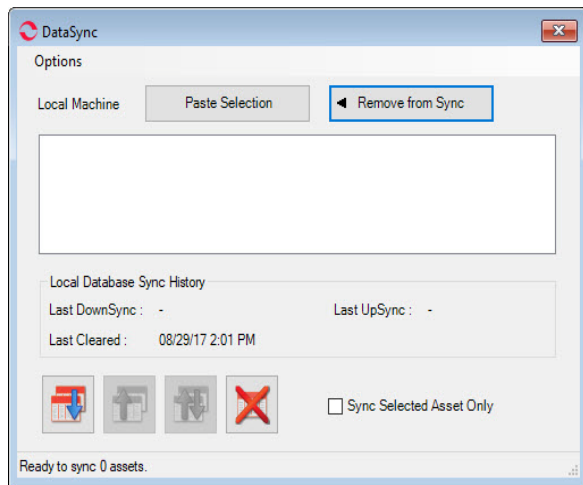 DataSync
Options
Local Machine Paste Selection Remove from Sync
Local Database Sync History
Last DownSync : - Last UpSync : -
Last Cleared : 08/29/17 2:01 PM
Sync Selected Asset Only
Ready to sync 0 assets.